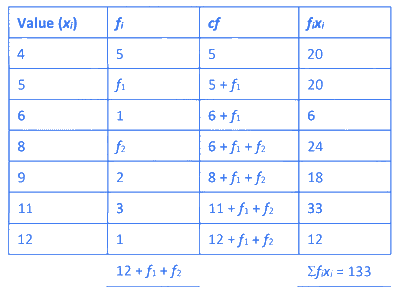 Value (xi) fi cf fixi
4 5 5 20
5 f1 5 + f1 20
6 1 6 + f1 6
8 f2 6 + f1 + f2 24
9 2 8 + f1 + f2 18
11 3 11 + f1 + f2 33
12 1 12 + f1 + f2 12
12 + f1 + f2 Σfixi = 133